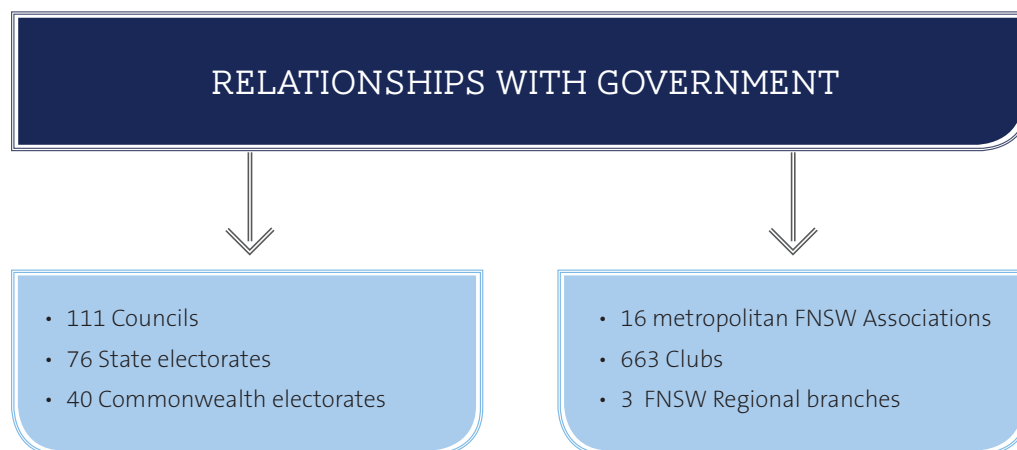 RELATIONSHIPS WITH GOVERNMENT
• 111 Councils
• 76 State electorates
• 40 Commonwealth electorates
• 16 metropolitan FNSW Associations
• 663 Clubs
• 3 FNSW Regional branches